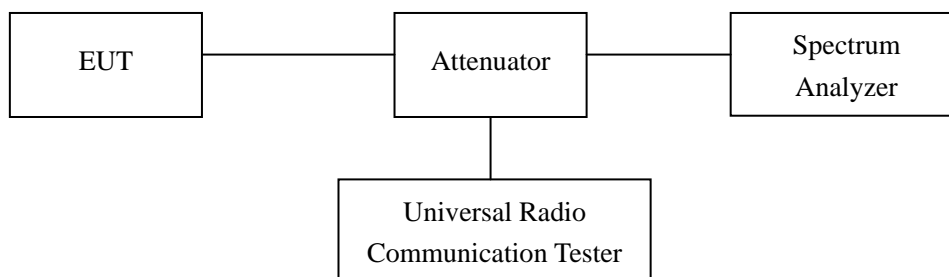 EUT
Attenuator
Spectrum
Analyzer
Universal Radio
Communication Tester